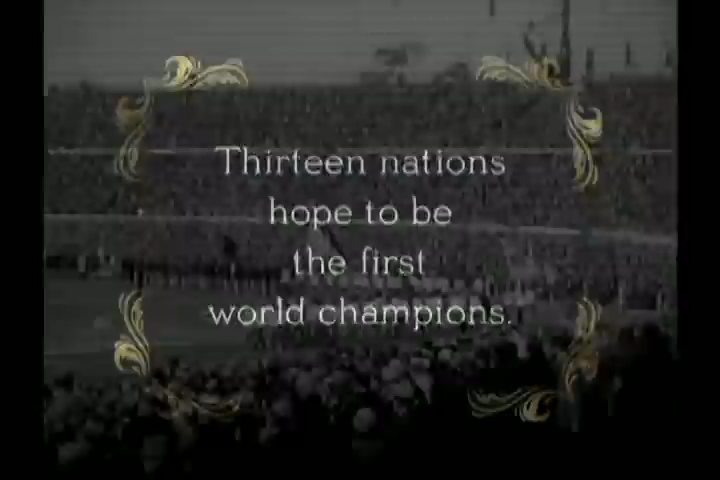 Thirteen nations
hope to be
the first
world champions.